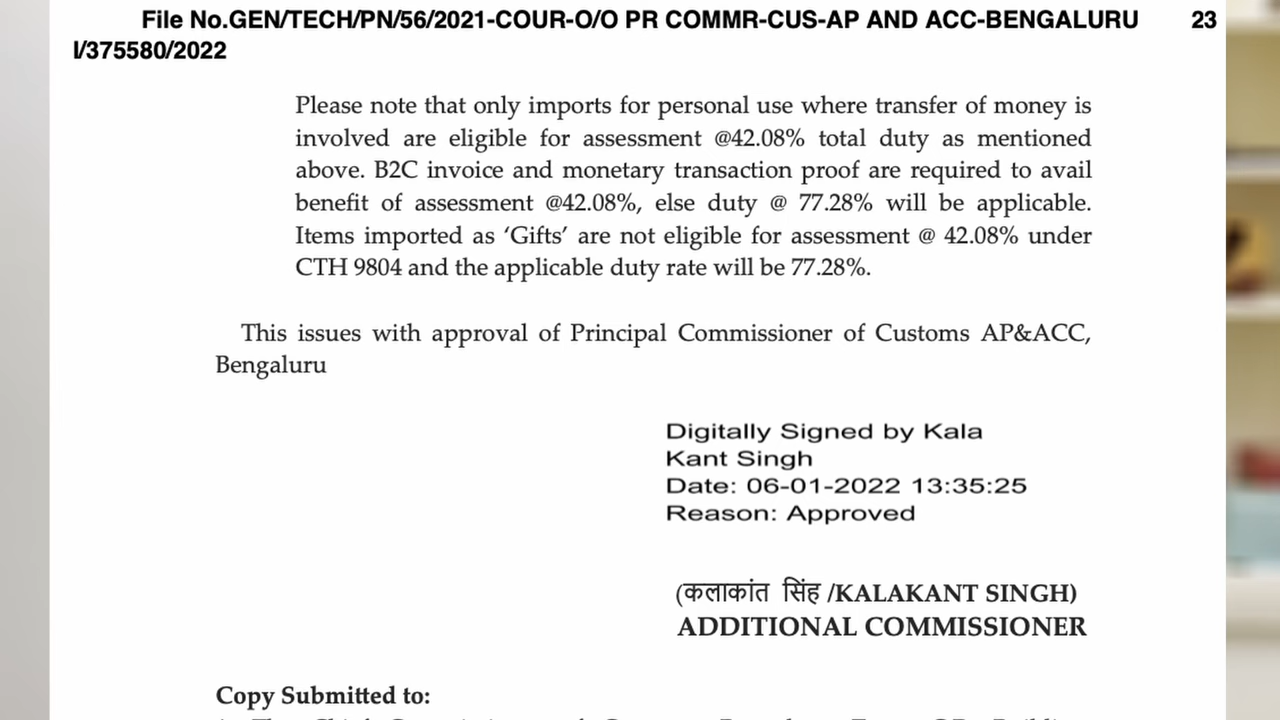 File No.GEN/TECH/PN/56/2021-COUR-O/O PR COMMR-CUS-AP AND ACC-BENGALURU 23
I/375580/2022
Please note that only imports for personal use where transfer of money is
involved are eligible for assessment @42.08% total duty as mentioned
above. B2C invoice and monetary transaction proof are required to avail
benefit of assessment @42.08%, else duty @ 77.28% will be applicable.
Items imported as ‘Gifts’ are not eligible for assessment @ 42.08% under
CTH 9804 and the applicable duty rate will be 77.28%.
This issues with approval of Principal Commissioner of Customs AP&ACC,
Bengaluru
Digitally Signed by Kala
Kant Singh
Date: 06-01-2022 13:35:25
Reason: Approved
(कलाकांत सिंह /KALAKANT SINGH)
ADDITIONAL COMMISSIONER
Copy Submitted to: